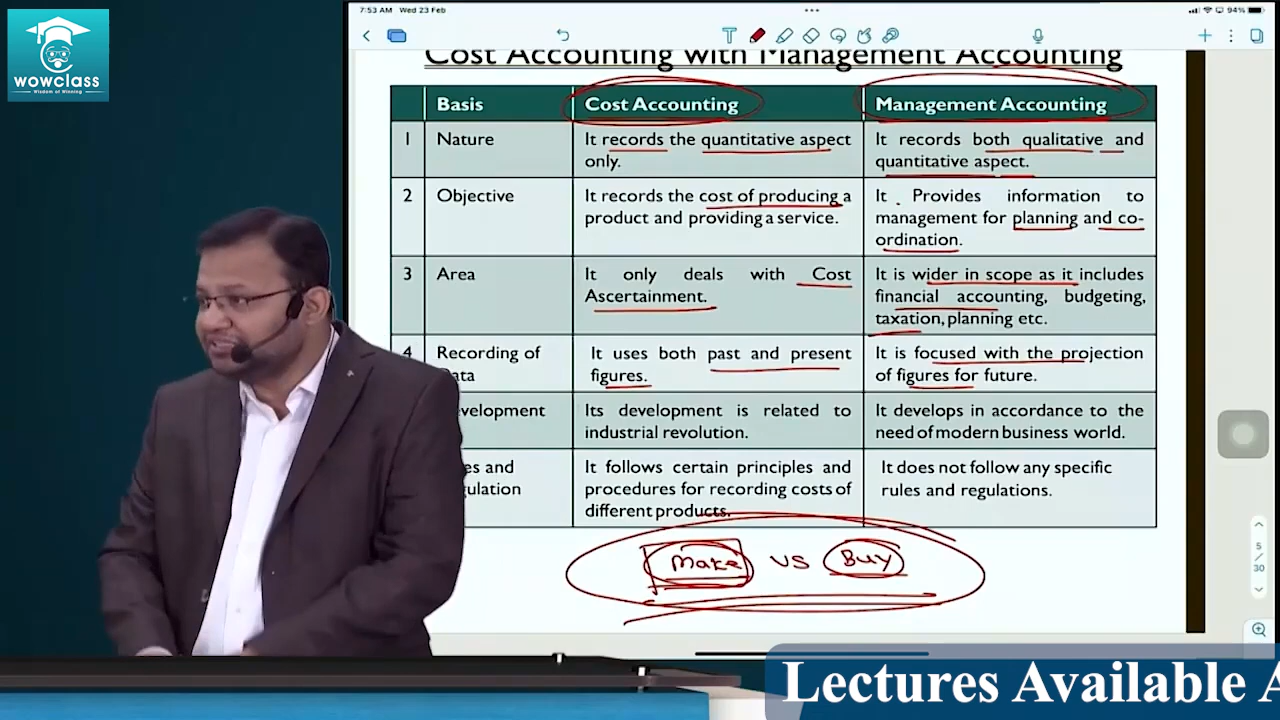 7:53 AM Wed 23 Feb
94%
wowclass
Wisdom of Winning
Cost Accounting with Management Accounting
Basis Cost Accounting Management Accounting
1 Nature It records the quantitative aspect only. It records both qualitative and quantitative aspect.
2 Objective It records the cost of producing a product and providing a service. It Provides information to management for planning and co-ordination.
3 Area It only deals with Cost Ascertainment. It is wider in scope as it includes financial accounting, budgeting, taxation, planning etc.
4 Recording of It uses both past and present figures. It is focused with the projection of figures for future.
Its development is related to industrial revolution. It develops in accordance to the need of modern business world.
and It follows certain principles and procedures for recording costs of different products. It does not follow any specific rules and regulations.
Make vs Buy
5
/
30
Lectures Available